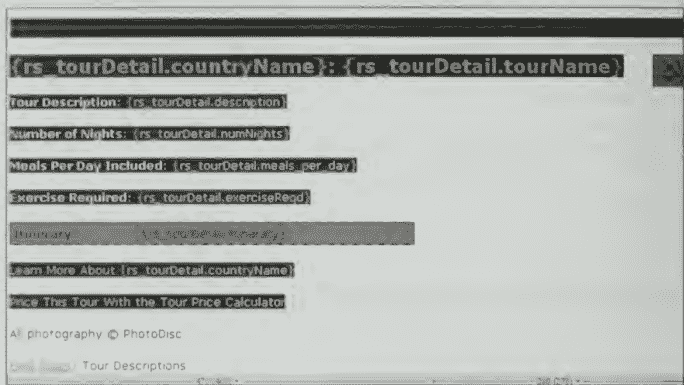 {rs_tourDetail.countryName}: {rs_tourDetail.tourName}
Tour Description: {rs_tourDetail.description}
Number of Nights: {rs_tourDetail.numNights}
Meals Per Day Included: {rs_tourDetail.meals_per_day}
Exercise Required: {rs_tourDetail.exerciseReqd}
Itinerary
Learn More About {rs_tourDetail.countryName}
Price This Tour With the Tour Price Calculator
All photography © PhotoDisc
Tour Descriptions